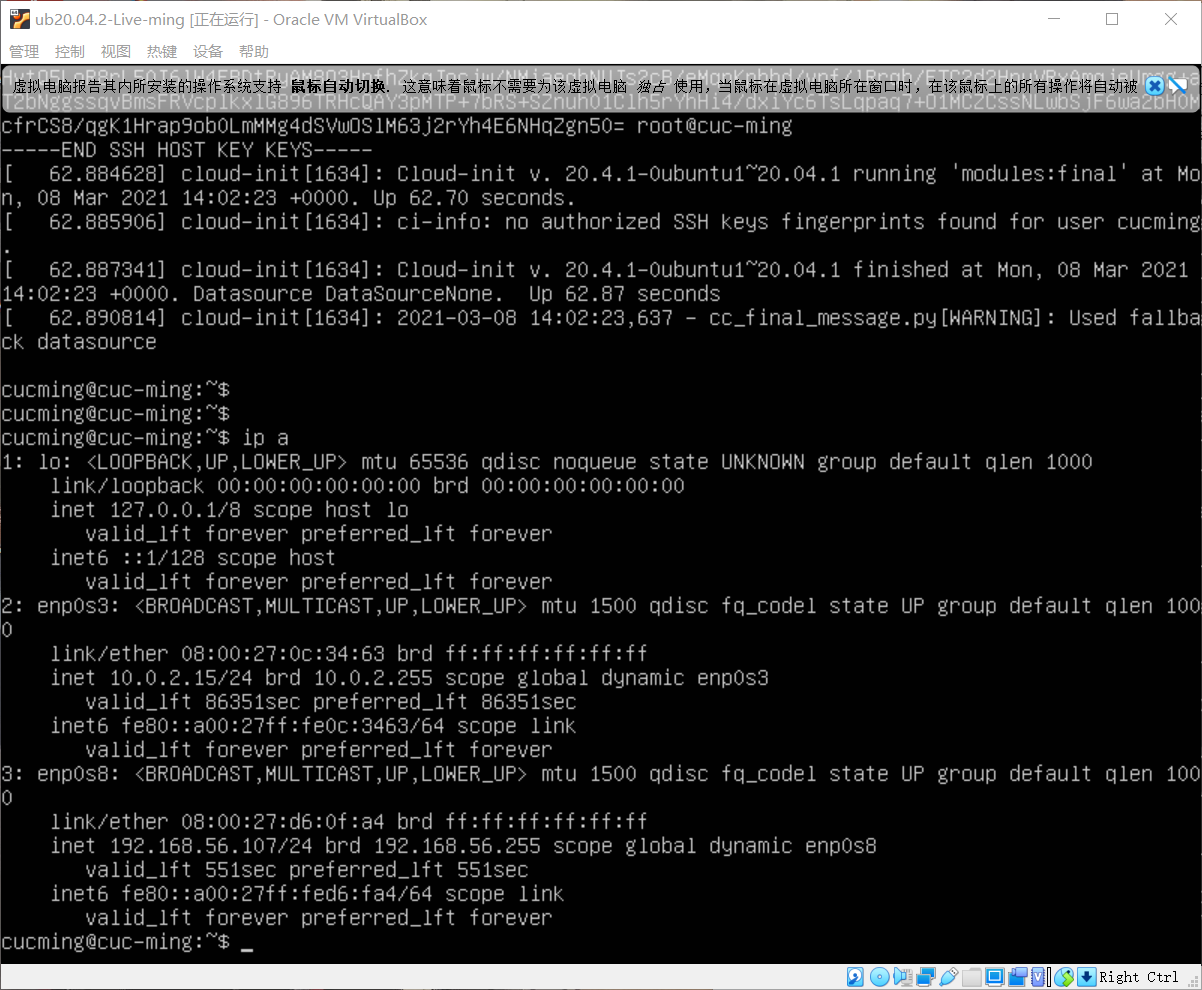 ub20.04.2-Live-ming [正在运行] - Oracle VM VirtualBox
管理 控制 视图 热键 设备 帮助
虚拟电脑报告其内所安装的操作系统支持 鼠标自动切换. 这意味着鼠标不需要为该虚拟电脑 独占 使用，当鼠标在虚拟电脑所在窗口时，在该鼠标上的所有操作将自动被
cfrCS8/qgK1Hrap9ob0LmMMg4dSVwOSlM63j2rYh4E6NHqZgn50= root@cuc-ming
-----END SSH HOST KEY KEYS-----
[   62.884628] cloud-init[1634]: Cloud-init v. 20.4.1-0ubuntu1~20.04.1 running 'modules:final' at Mo
n, 08 Mar 2021 14:02:23 +0000. Up 62.70 seconds.
[   62.885906] cloud-init[1634]: ci-info: no authorized SSH keys fingerprints found for user cucming
.
[   62.887341] cloud-init[1634]: Cloud-init v. 20.4.1-0ubuntu1~20.04.1 finished at Mon, 08 Mar 2021
14:02:23 +0000. Datasource DataSourceNone.  Up 62.87 seconds
[   62.890814] cloud-init[1634]: 2021-03-08 14:02:23,637 - cc_final_message.py[WARNING]: Used fallba
ck datasource
cucming@cuc-ming:~$
cucming@cuc-ming:~$
cucming@cuc-ming:~$ ip a
1: lo: <LOOPBACK,UP,LOWER_UP> mtu 65536 qdisc noqueue state UNKNOWN group default qlen 1000
    link/loopback 00:00:00:00:00:00 brd 00:00:00:00:00:00
    inet 127.0.0.1/8 scope host lo
       valid_lft forever preferred_lft forever
    inet6 ::1/128 scope host
       valid_lft forever preferred_lft forever
2: enp0s3: <BROADCAST,MULTICAST,UP,LOWER_UP> mtu 1500 qdisc fq_codel state UP group default qlen 100
0
    link/ether 08:00:27:0c:34:63 brd ff:ff:ff:ff:ff:ff
    inet 10.0.2.15/24 brd 10.0.2.255 scope global dynamic enp0s3
       valid_lft 86351sec preferred_lft 86351sec
    inet6 fe80::a00:27ff:fe0c:3463/64 scope link
       valid_lft forever preferred_lft forever
3: enp0s8: <BROADCAST,MULTICAST,UP,LOWER_UP> mtu 1500 qdisc fq_codel state UP group default qlen 100
0
    link/ether 08:00:27:d6:0f:a4 brd ff:ff:ff:ff:ff:ff
    inet 192.168.56.107/24 brd 192.168.56.255 scope global dynamic enp0s8
       valid_lft 551sec preferred_lft 551sec
    inet6 fe80::a00:27ff:fed6:fa4/64 scope link
       valid_lft forever preferred_lft forever
cucming@cuc-ming:~$ _
Right Ctrl